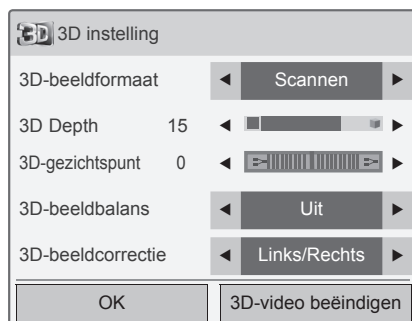 3D 3D instelling
3D-beeldformaat Scannen
3D Depth 15
3D-gezichtspunt 0
3D-beeldbalans Uit
3D-beeldcorrectie Links/Rechts
OK 3D-video beëindigen